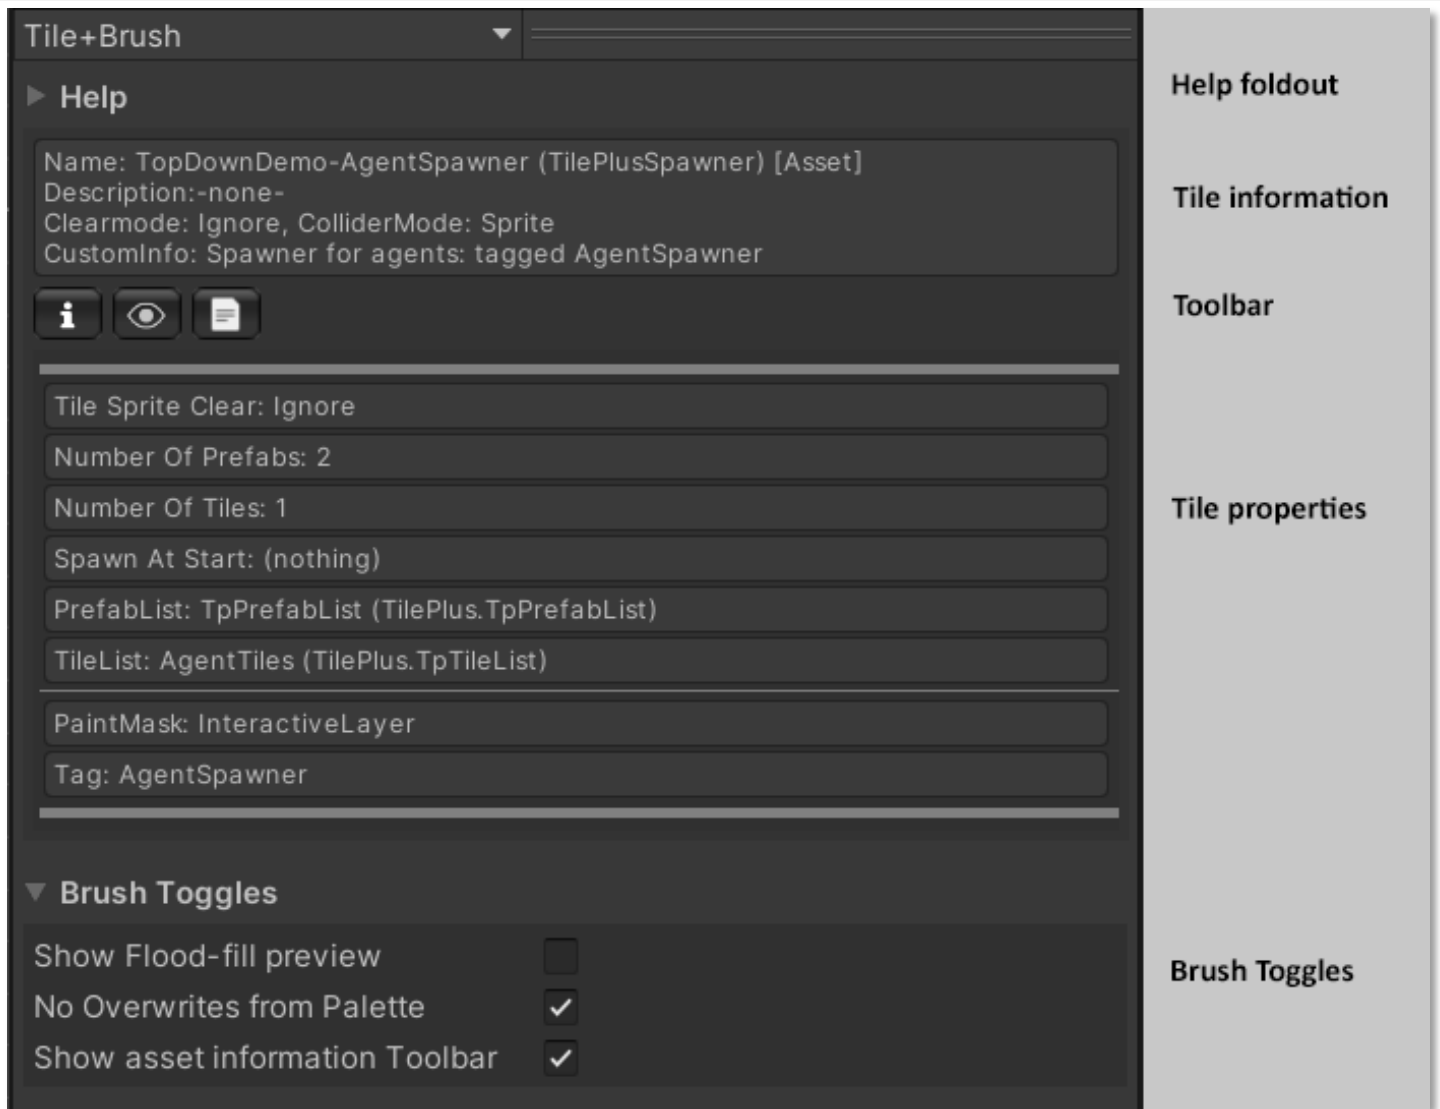 Tile+Brush
Help
Help foldout
Name: TopDownDemo-AgentSpawner (TilePlusSpawner) [Asset]
Description:-none-
Clearmode: Ignore, ColliderMode: Sprite
CustomInfo: Spawner for agents: tagged AgentSpawner
Tile information
Toolbar
Tile Sprite Clear: Ignore
Number Of Prefabs: 2
Number Of Tiles: 1
Spawn At Start: (nothing)
PrefabList: TpPrefabList (TilePlus.TpPrefabList)
TileList: AgentTiles (TilePlus.TpTileList)
PaintMask: InteractiveLayer
Tag: AgentSpawner
Tile properties
Brush Toggles
Show Flood-fill preview
No Overwrites from Palette
Show asset information Toolbar
Brush Toggles